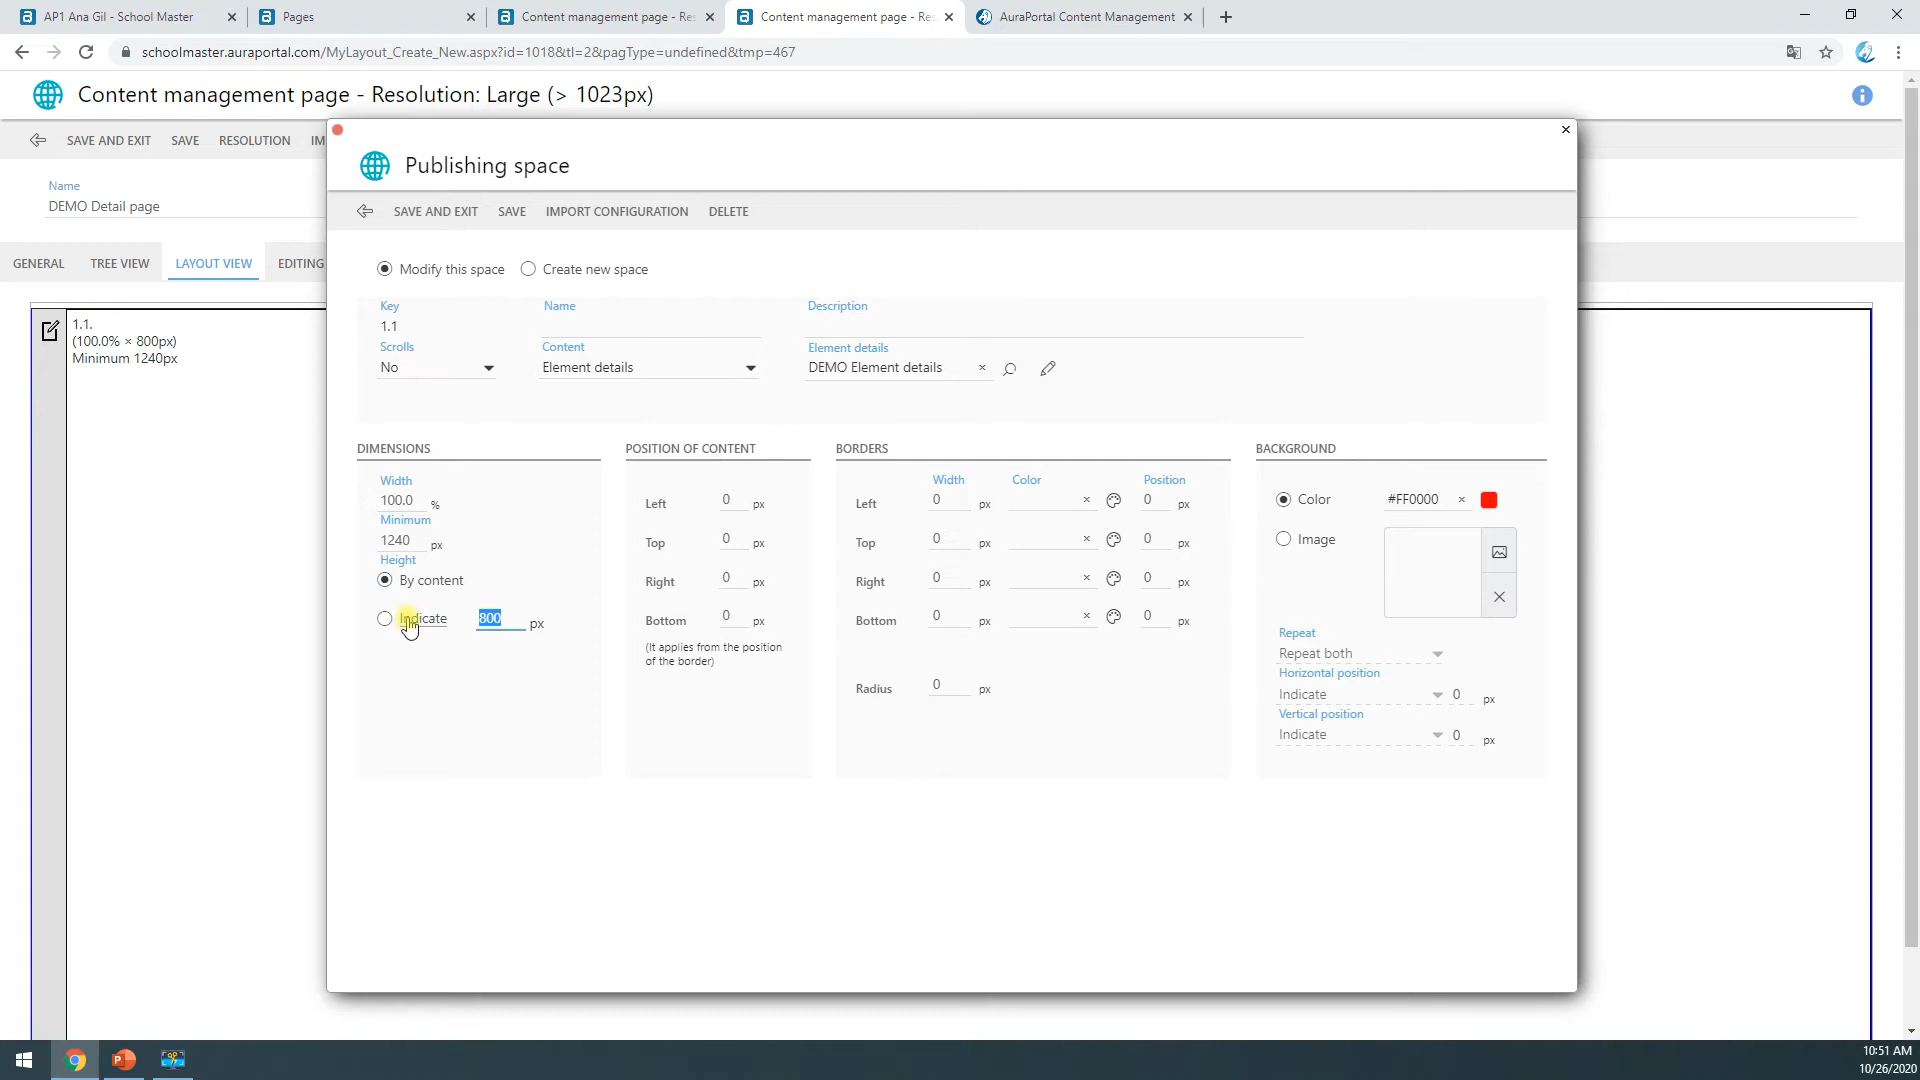 AP1 Ana Gil - School Master
Pages
Content management page - Res
Content management page - Res
AuraPortal Content Management
schoolmaster.auraportal.com/MyLayout_Create_New.aspx?id=1018&tl=2&pagType=undefined&tmp=467
Content management page - Resolution: Large (> 1023px)
SAVE AND EXIT SAVE RESOLUTION IM
Name
DEMO Detail page
GENERAL TREE VIEW LAYOUT VIEW EDITING
1.1.
(100.0% × 800px)
Minimum 1240px
Publishing space
SAVE AND EXIT SAVE IMPORT CONFIGURATION DELETE
Modify this space Create new space
Key Name Description
1.1
Scrolls Content Element details
No Element details DEMO Element details
DIMENSIONS POSITION OF CONTENT BORDERS BACKGROUND
Width Color Position
Width
100.0 %
Minimum
1240 px
Height
By content
Indicate 800 px
Left 0 px
Top 0 px
Right 0 px
Bottom 0 px
(It applies from the position
of the border)
Left 0 px 0 px
Top 0 px 0 px
Right 0 px 0 px
Bottom 0 px 0 px
Radius 0 px
Color #FF0000
Image
Repeat
Repeat both
Horizontal position
Indicate 0 px
Vertical position
Indicate 0 px
10:51 AM
10/26/2020